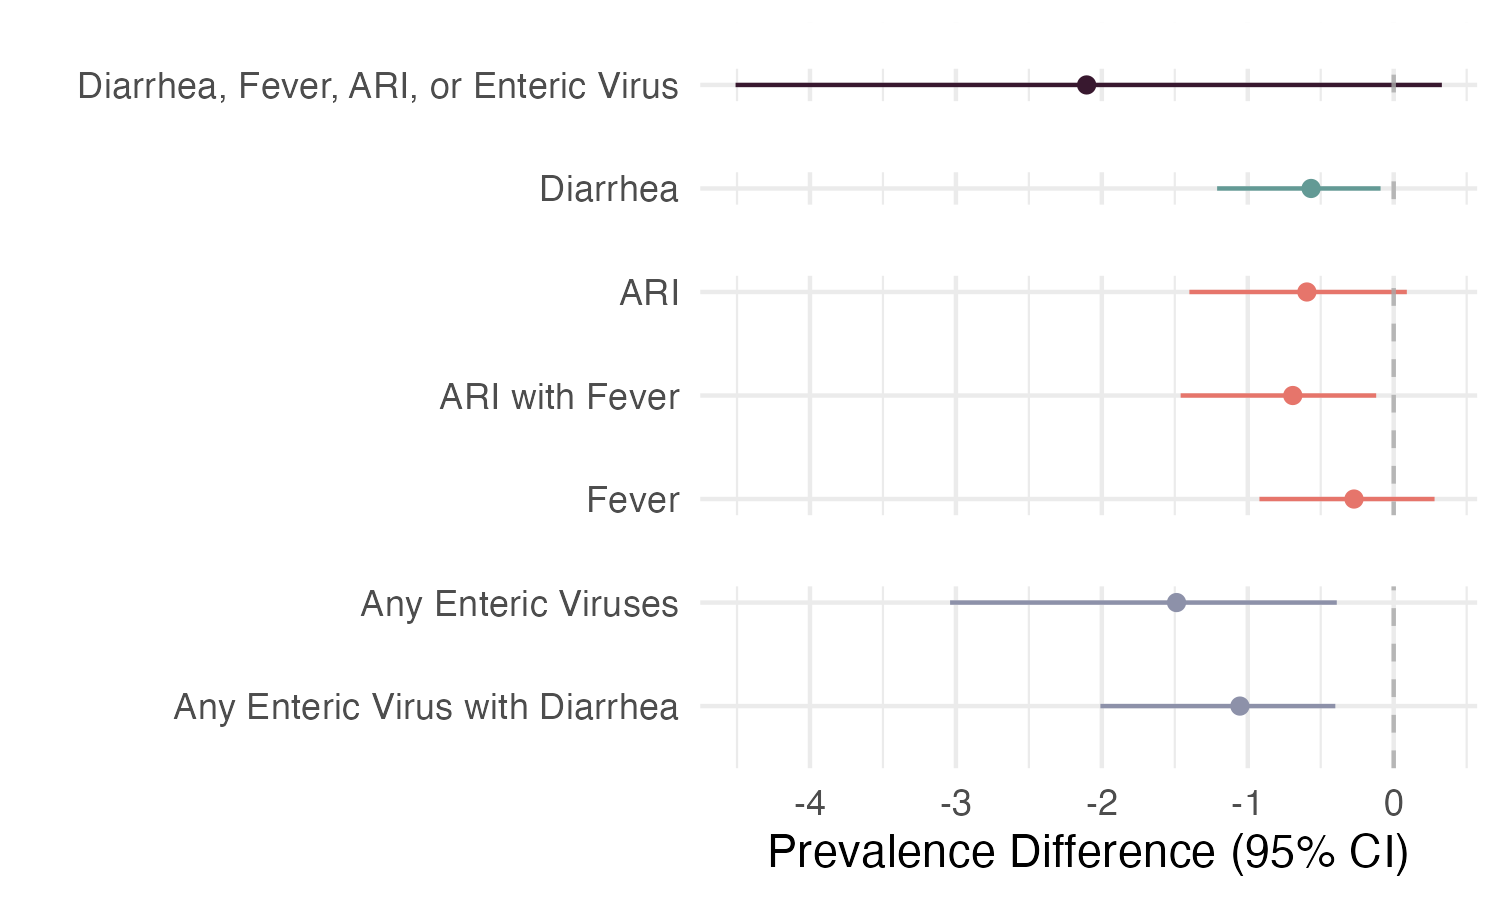 Diarrhea, Fever, ARI, or Enteric Virus
Diarrhea
ARI
ARI with Fever
Fever
Any Enteric Viruses
Any Enteric Virus with Diarrhea
-4 -3 -2 -1 0
Prevalence Difference (95% CI)